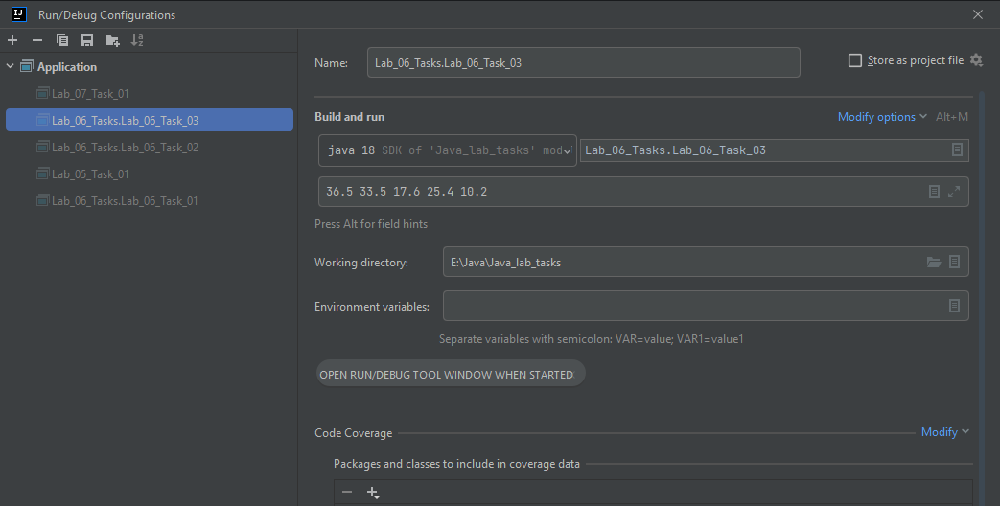 IJ Run/Debug Configurations
Application
Lab_07_Task_01
Lab_06_Tasks.Lab_06_Task_03
Lab_06_Tasks.Lab_06_Task_02
Lab_05_Task_01
Lab_06_Tasks.Lab_06_Task_01
Name: Lab_06_Tasks.Lab_06_Task_03 Store as project file
Build and run Modify options Alt+M
java 18 SDK of 'Java_lab_tasks' mod Lab_06_Tasks.Lab_06_Task_03
36.5 33.5 17.6 25.4 10.2
Press Alt for field hints
Working directory: E:\Java\Java_lab_tasks
Environment variables:
Separate variables with semicolon: VAR=value; VAR1=value1
OPEN RUN/DEBUG TOOL WINDOW WHEN STARTED
Code Coverage Modify
Packages and classes to include in coverage data